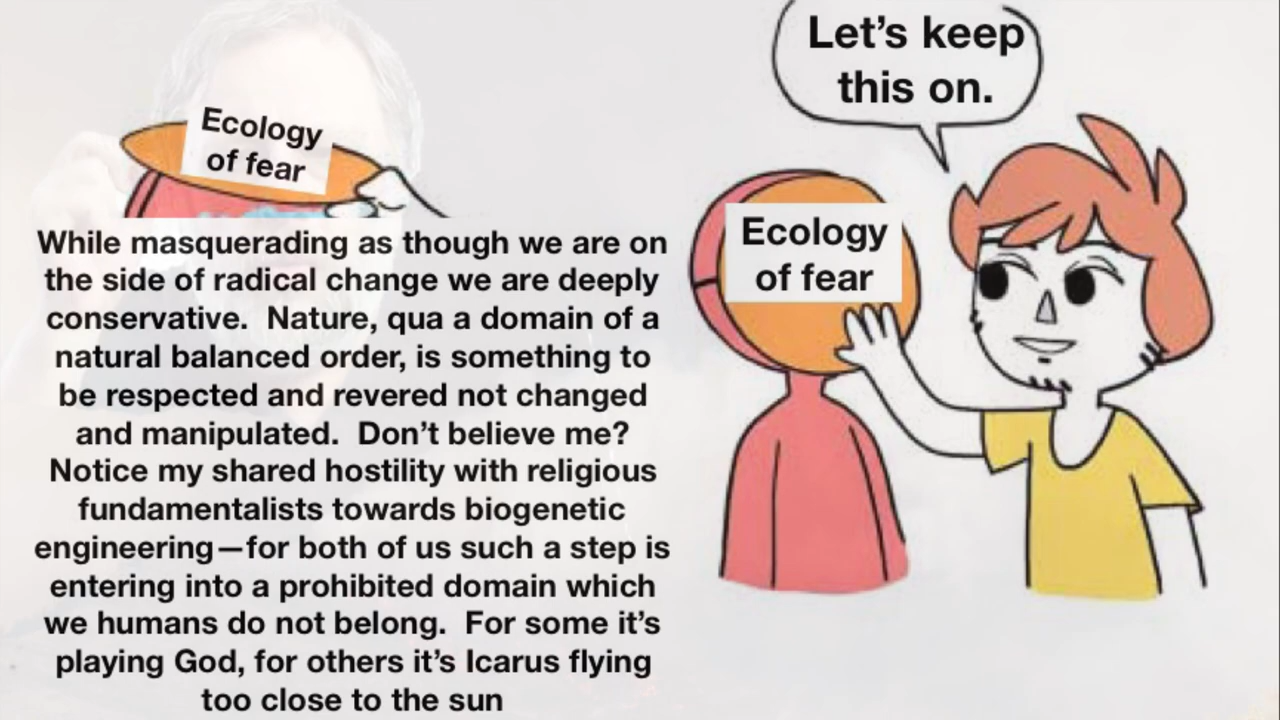 Ecology
of fear
While masquerading as though we are on
the side of radical change we are deeply
conservative.  Nature, qua a domain of a
natural balanced order, is something to
be respected and revered not changed
and manipulated.  Don’t believe me?
Notice my shared hostility with religious
fundamentalists towards biogenetic
engineering—for both of us such a step is
entering into a prohibited domain which
we humans do not belong.  For some it’s
playing God, for others it’s Icarus flying
too close to the sun
Let’s keep
this on.
Ecology
of fear